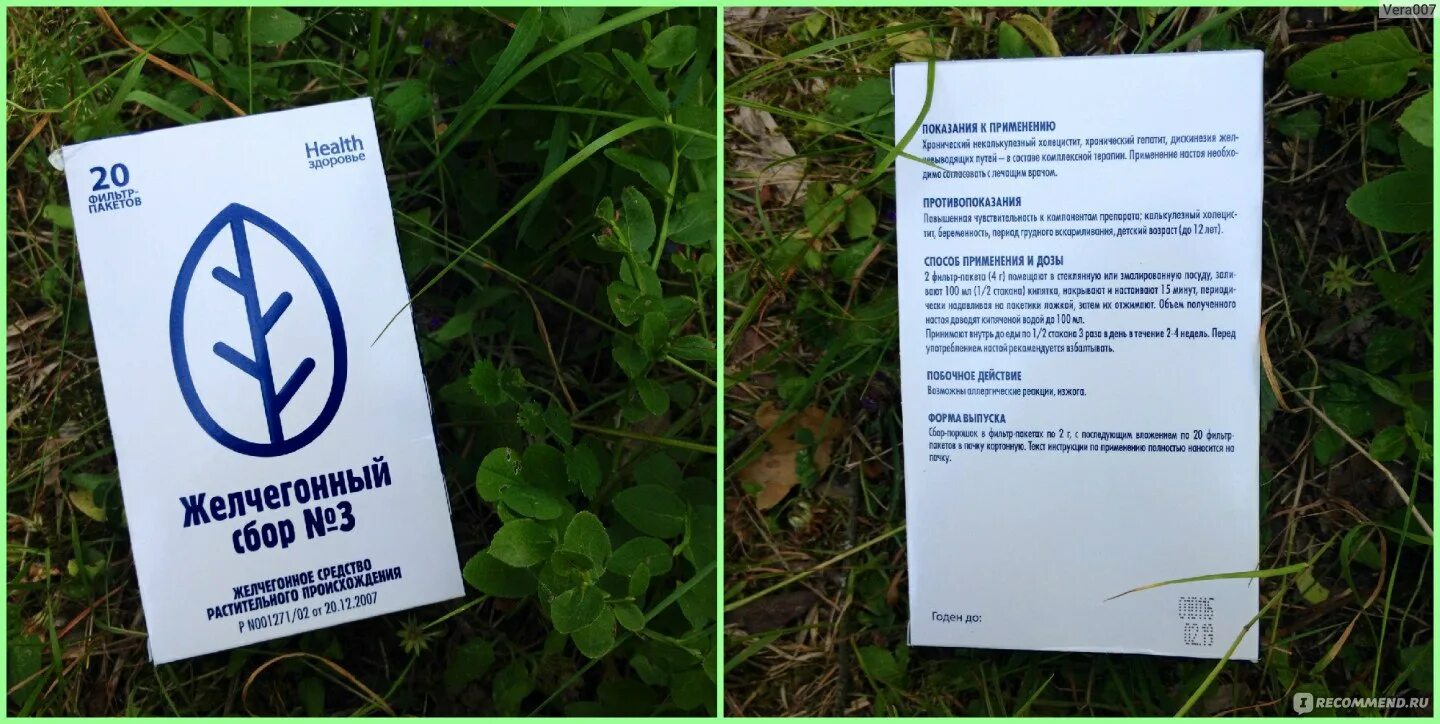 Vera007
20
ФИЛЬТР-
ПАКЕТОВ
Health
здоровье
Желчегонный
сбор №3
ЖЕЛЧЕГОННОЕ СРЕДСТВО
РАСТИТЕЛЬНОГО ПРОИСХОЖДЕНИЯ
Р N001271/02 от 20.12.2007
ПОКАЗАНИЯ К ПРИМЕНЕНИЮ
Хронический некалькулезный холецистит, хронический гепатит, дискинезия жел-
чевыводящих путей – в составе комплексной терапии. Применение настоя необхо-
димо согласовать с лечащим врачом.
ПРОТИВОПОКАЗАНИЯ
Повышенная чувствительность к компонентам препарата; калькулезный холецис-
тит, беременность, период грудного вскармливания, детский возраст (до 12 лет).
СПОСОБ ПРИМЕНЕНИЯ И ДОЗЫ
2 фильтр-пакета (4 г) помещают в стеклянную или эмалированную посуду, зали-
вают 100 мл (1/2 стакана) кипятка, накрывают и настаивают 15 минут, периоди-
чески надавливая на пакетики ложкой, затем их отжимают. Объем полученного
настоя доводят кипяченой водой до 100 мл.
Принимают внутрь до еды по 1/2 стакана 3 раза в день в течение 2-4 недель. Перед
употреблением настой рекомендуется взбалтывать.
ПОБОЧНОЕ ДЕЙСТВИЕ
Возможны аллергические реакции, изжога.
ФОРМА ВЫПУСКА
Сбор-порошок в фильтр-пакетах по 2 г, с последующим вложением по 20 фильтр-
пакетов в пачку картонную. Текст инструкции по применению полностью наносится на
пачку.
Годен до:
IRECOMMEND.RU